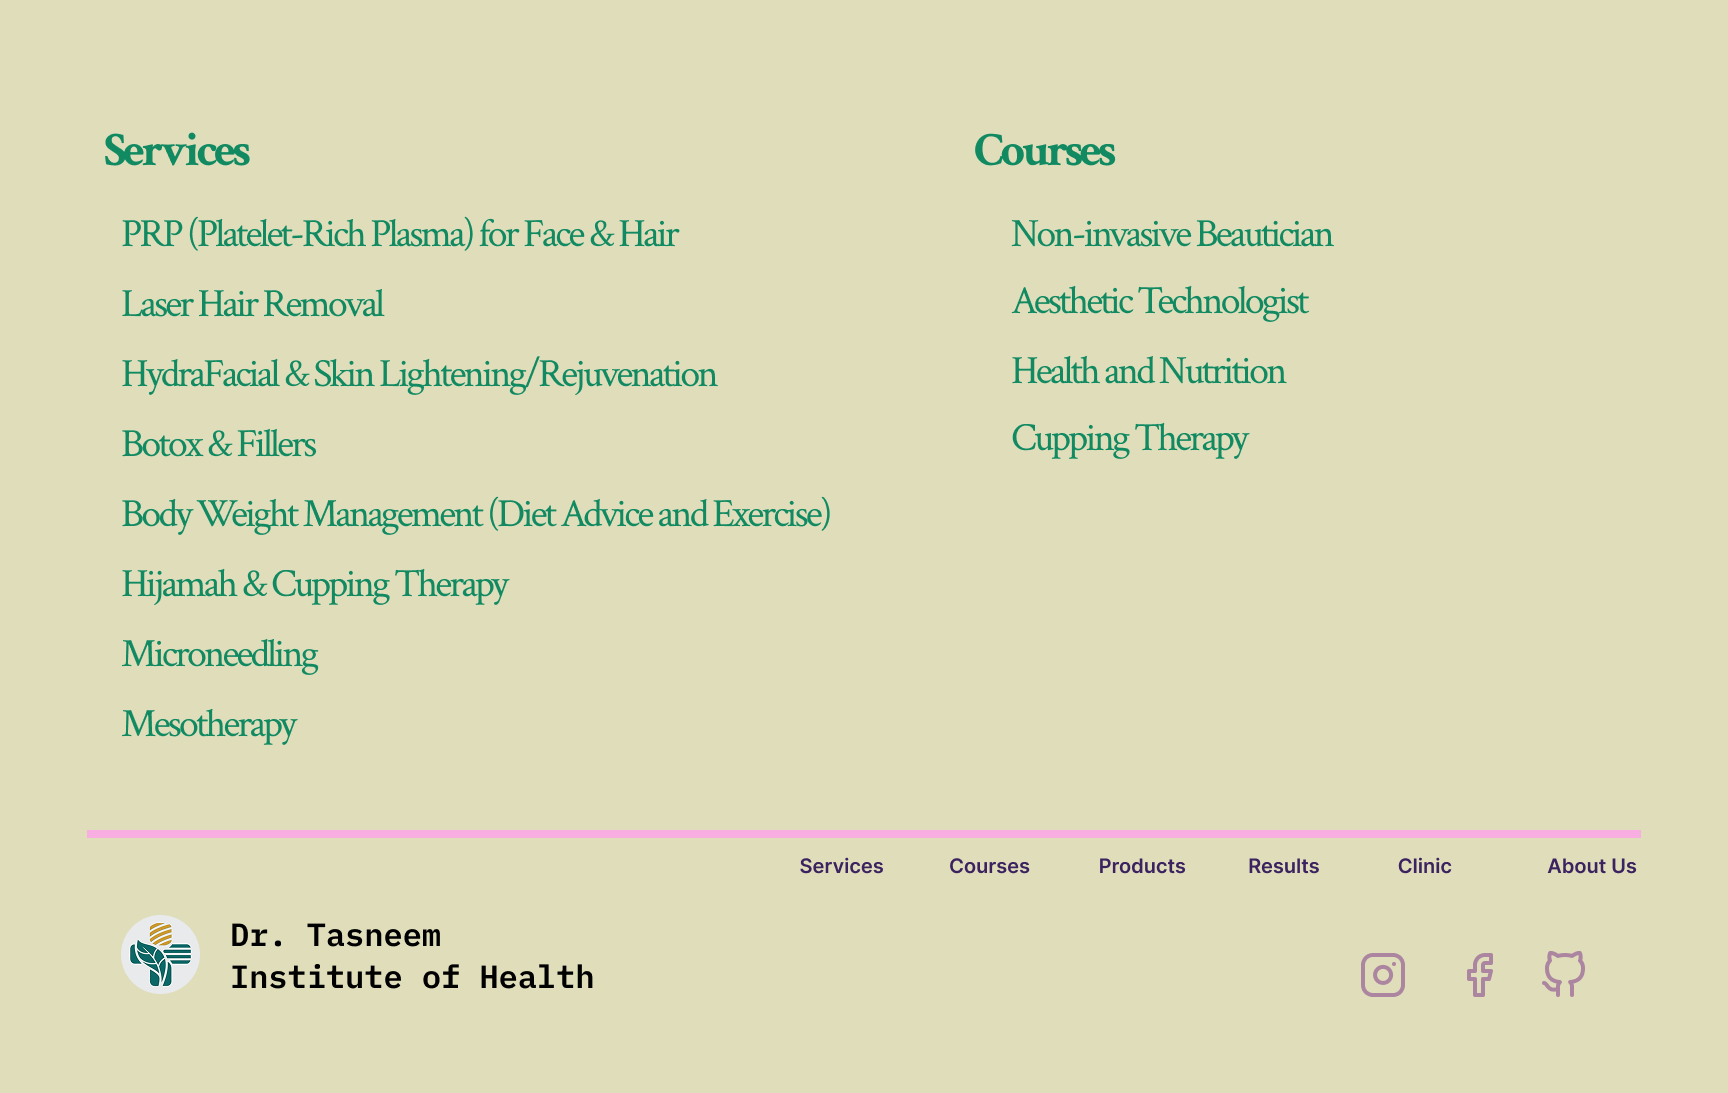 Services
PRP (Platelet-Rich Plasma) for Face & Hair
Laser Hair Removal
HydraFacial & Skin Lightening/Rejuvenation
Botox & Fillers
Body Weight Management (Diet Advice and Exercise)
Hijamah & Cupping Therapy
Microneedling
Mesotherapy
Courses
Non-invasive Beautician
Aesthetic Technologist
Health and Nutrition
Cupping Therapy
Services Courses Products Results Clinic About Us
Dr. Tasneem
Institute of Health